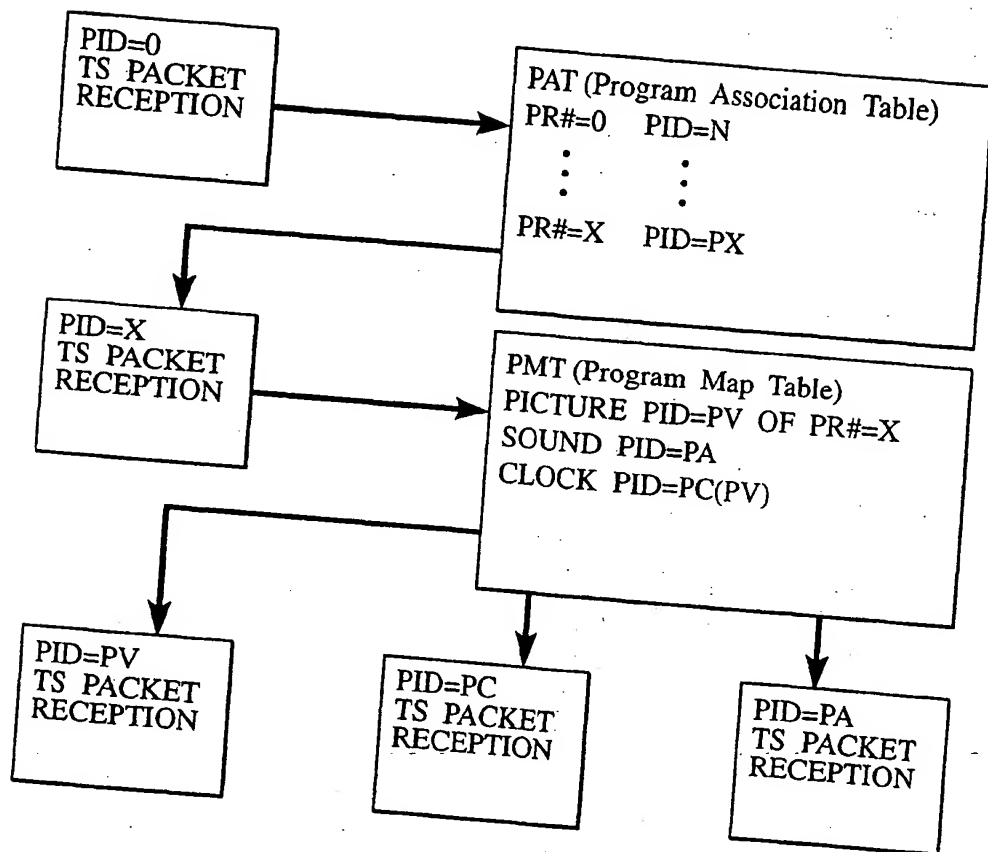 PID=0
TS PACKET
RECEPTION
PAT (Program Association Table)
PR#=0 PID=N
PR#=X PID=PX
PID=X
TS PACKET
RECEPTION
PMT (Program Map Table)
PICTURE PID=PV OF PR#=X
SOUND PID=PA
CLOCK PID=PC(PV)
PID=PV
TS PACKET
RECEPTION
PID=PC
TS PACKET
RECEPTION
PID=PA
TS PACKET
RECEPTION